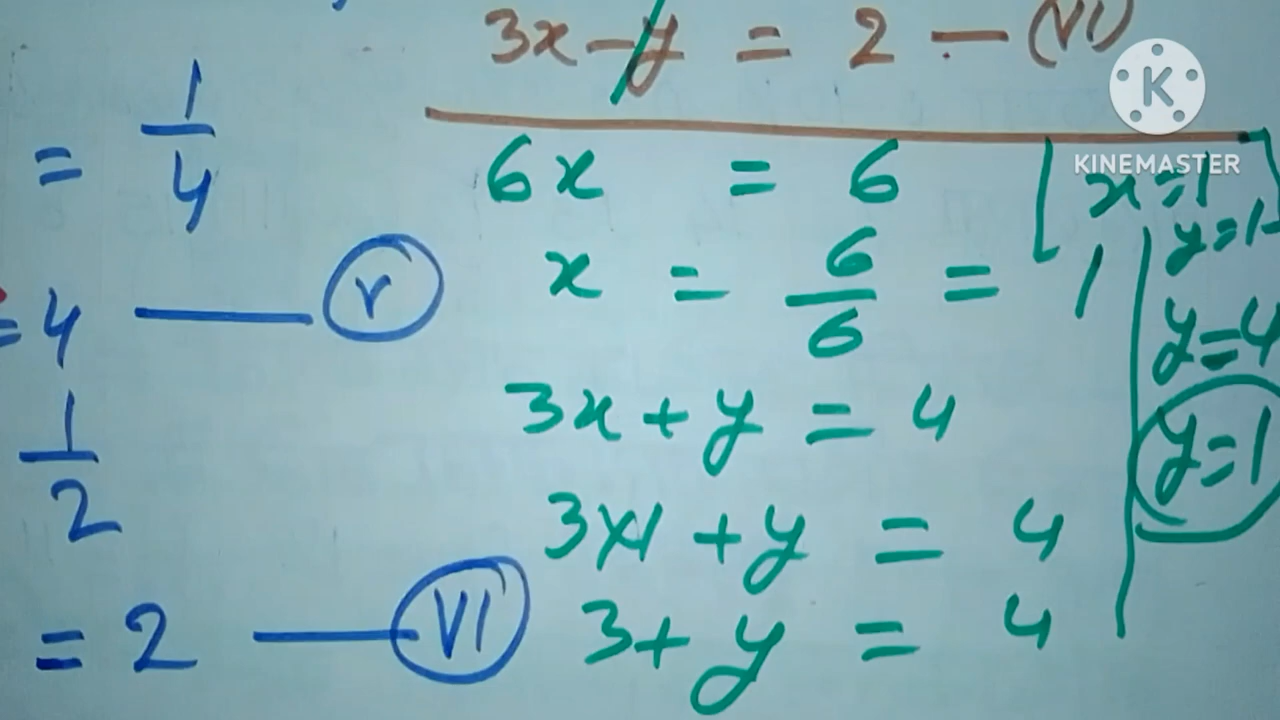 3x - y = 2 — (VI)
= 1/4
= 4 — V
1/2
= 2 — VI
6x = 6
x = 6/6 = 1
3x + y = 4
3×1 + y = 4
3 + y = 4
x = 1
y = 4
y = 1
K
KINEMASTER